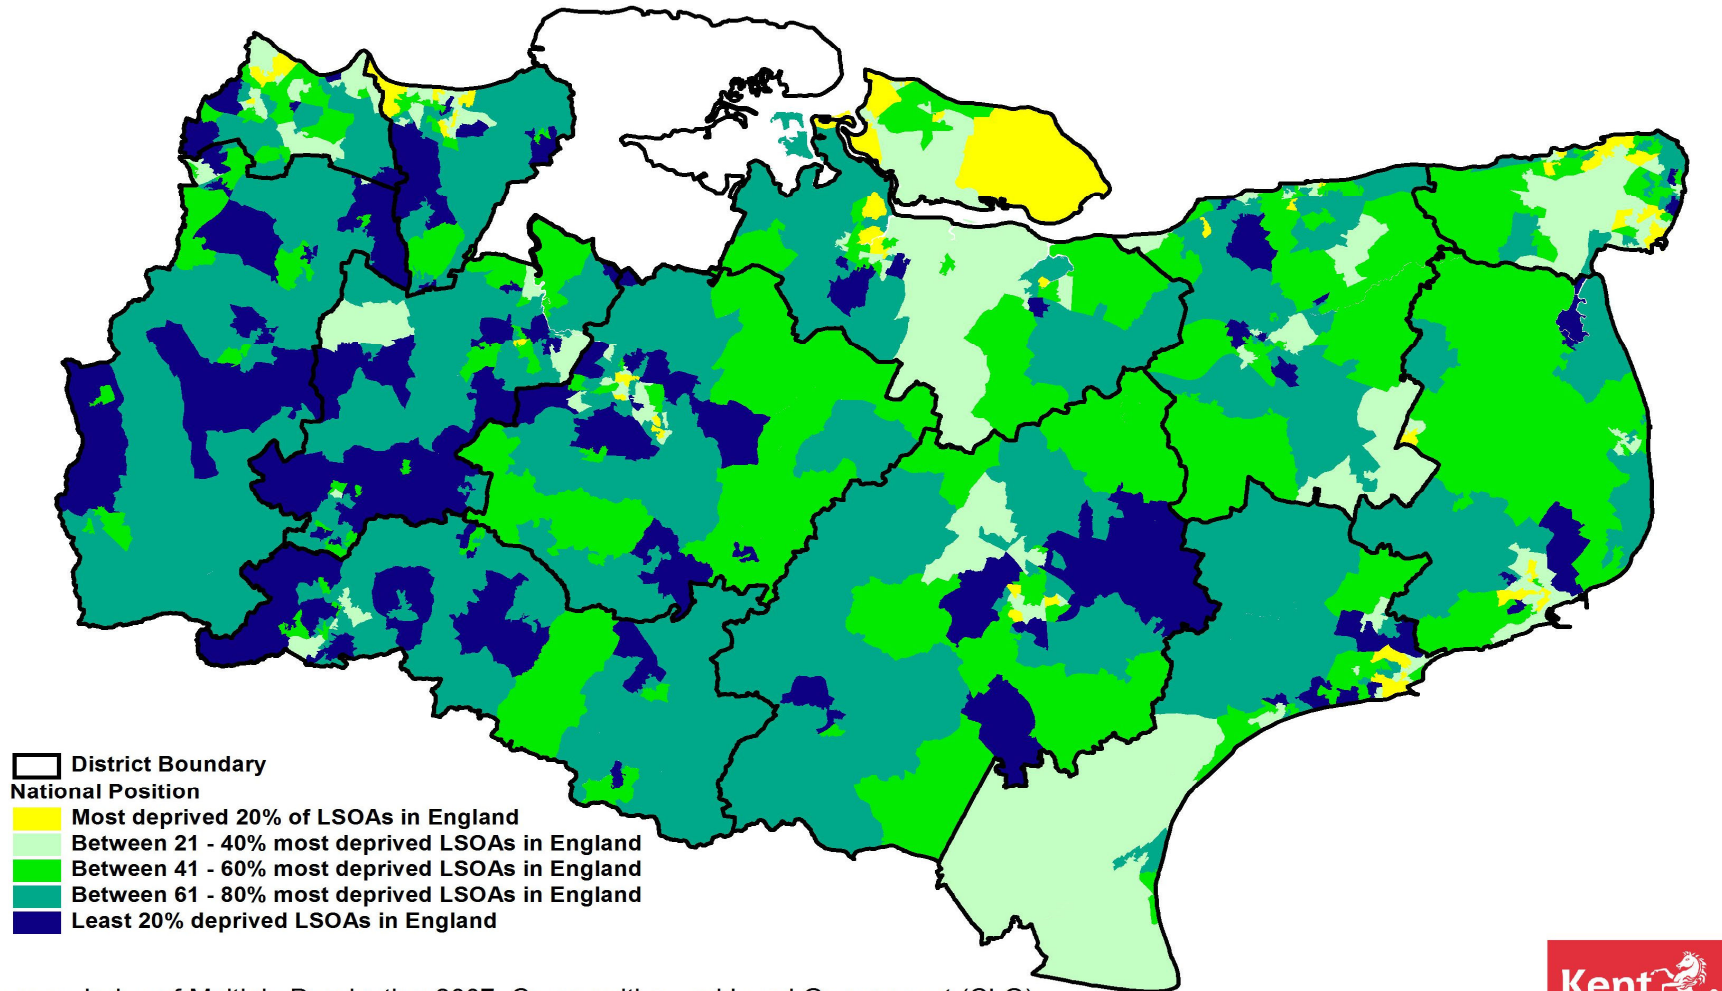 District Boundary
National Position
Most deprived 20% of LSOAs in England
Between 21 - 40% most deprived LSOAs in England
Between 41 - 60% most deprived LSOAs in England
Between 61 - 80% most deprived LSOAs in England
Least 20% deprived LSOAs in England
Kent